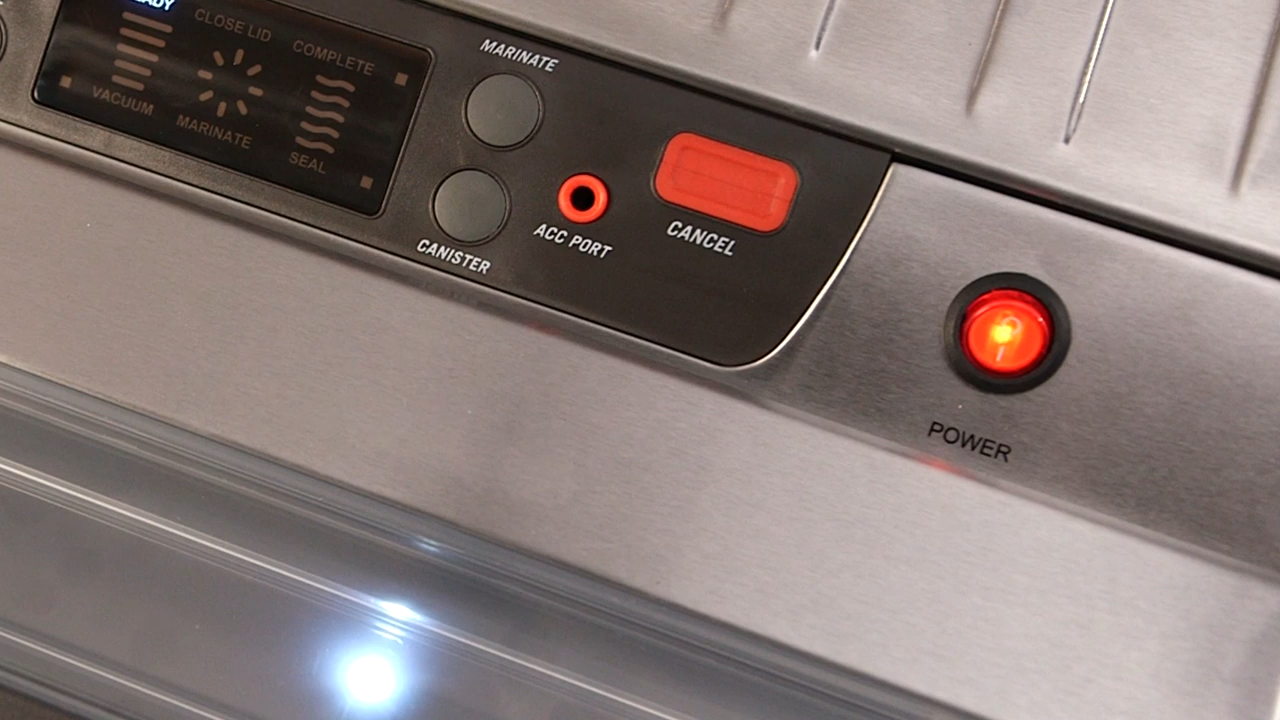 CLOSE LID
COMPLETE
VACUUM
MARINATE
SEAL
MARINATE
CANISTER
ACC PORT
CANCEL
POWER